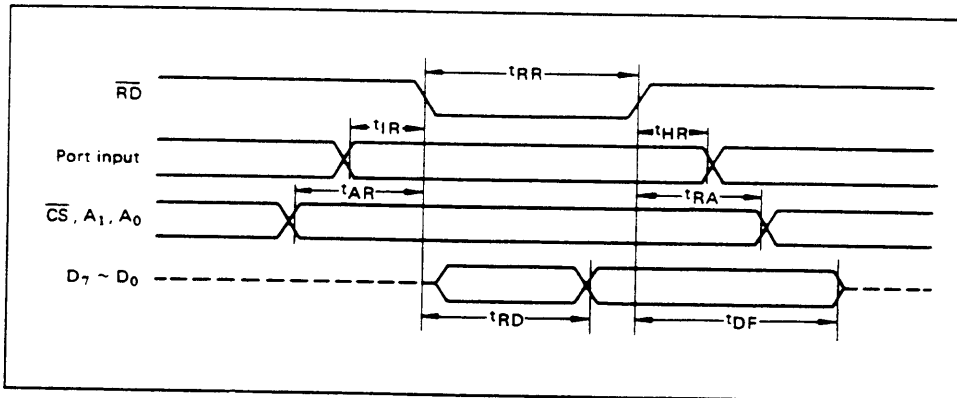 tRR
RD
tIR
tHR
Port input
tAR
tRA
CS, A1, A0
D7 ~ D0
tRD
tDF